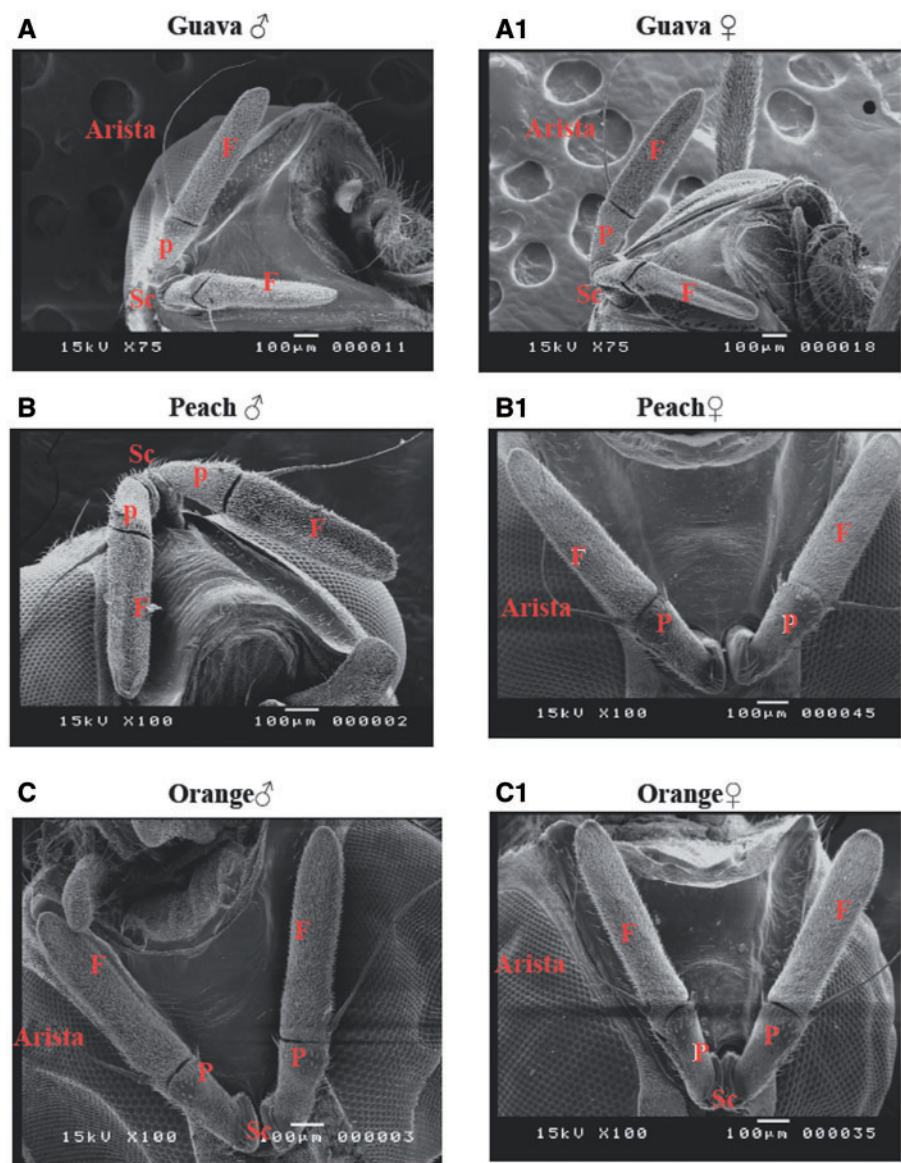 A Guava ♂
Arista
F
p
F
Sc
15kV X75 100µm 000011
A1 Guava ♀
Arista
F
P
Sc
F
15kV X75 100µm 000018
B Peach ♂
Sc
p
p
F
F
15kV X100 100µm 000002
B1 Peach♀
F
F
Arista
P
p
15kV X100 100µm 000045
C Orange♂
F
F
Arista
P
P
Sc
15kV X100 100µm 000003
C1 Orange♀
F
F
Arista
P
P
Sc
15kV X100 100µm 000035